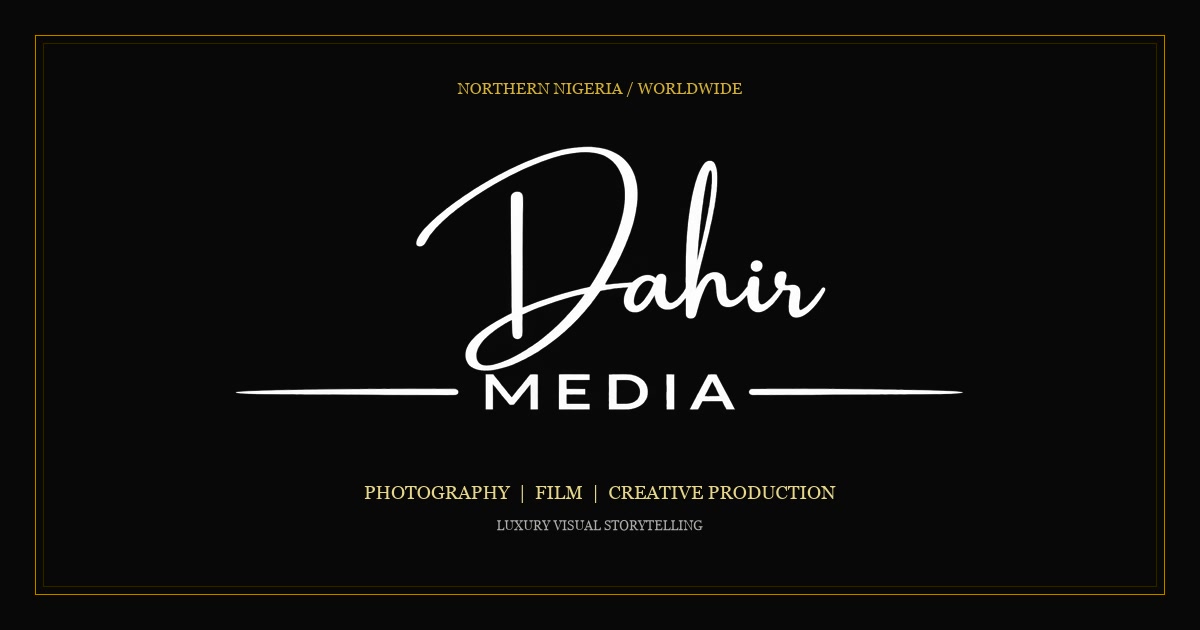 NORTHERN NIGERIA / WORLDWIDE
Dahir
MEDIA
PHOTOGRAPHY | FILM | CREATIVE PRODUCTION
LUXURY VISUAL STORYTELLING